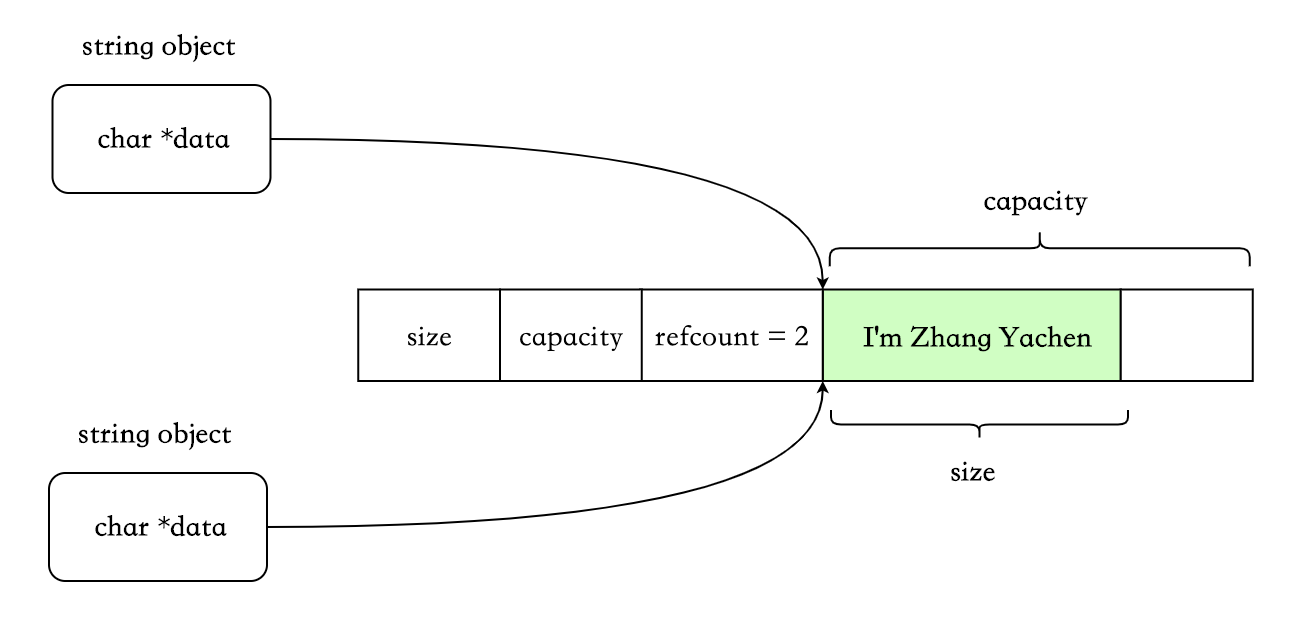 string object
char *data
capacity
size
capacity
refcount = 2
I'm Zhang Yachen
string object
size
char *data